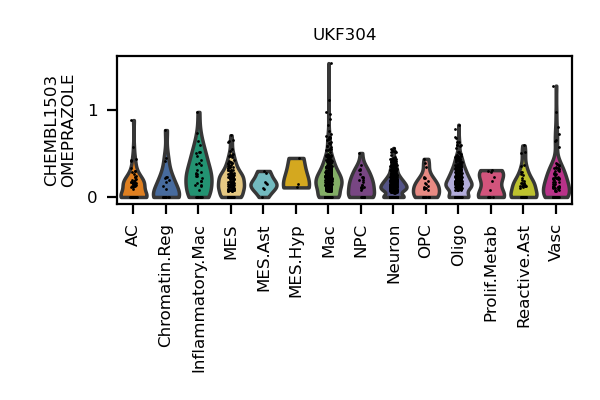 UKF304
CHEMBL1503
OMEPRAZOLE
1
0
AC
Chromatin.Reg
Inflammatory.Mac
MES
MES.Ast
MES.Hyp
Mac
NPC
Neuron
OPC
Oligo
Prolif.Metab
Reactive.Ast
Vasc